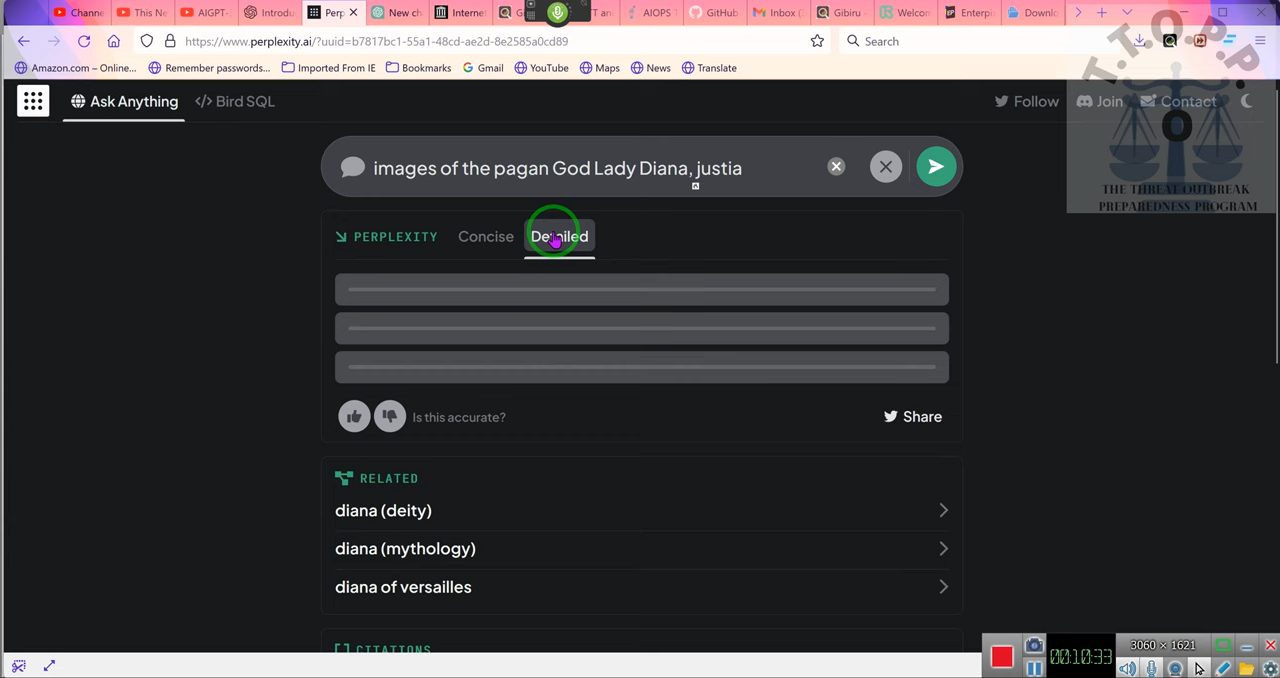 Channe
This Ne
AIGPT-
Introdu
Perp
New ch
Interne
G
T and
AIOPS T
GitHub
Inbox (
Gibiru -
Welcom
Enterpi
Downlo
https://www.perplexity.ai/?uuid=b7817bc1-55a1-48cd-ae2d-8e2585a0cd89
Search
Amazon.com – Online...
Remember passwords...
Imported From IE
Bookmarks
Gmail
YouTube
Maps
News
Translate
T.T.O.P.P.
Ask Anything
</> Bird SQL
Follow
Join
Contact
images of the pagan God Lady Diana, justia
THE THREAT OUTBREAK
PREPAREDNESS PROGRAM
PERPLEXITY
Concise
Detailed
Is this accurate?
Share
RELATED
diana (deity)
diana (mythology)
diana of versailles
CITATIONS
3060 × 1621
00:10:33